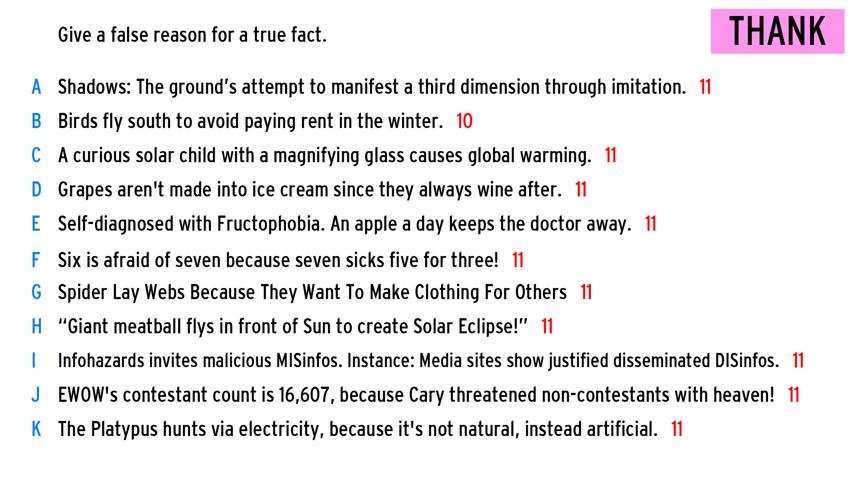 Give a false reason for a true fact.
THANK
A Shadows: The ground's attempt to manifest a third dimension through imitation. 11
B Birds fly south to avoid paying rent in the winter. 10
C A curious solar child with a magnifying glass causes global warming. 11
D Grapes aren't made into ice cream since they always wine after. 11
E Self-diagnosed with Fructophobia. An apple a day keeps the doctor away. 11
F Six is afraid of seven because seven sicks five for three! 11
G Spider Lay Webs Because They Want To Make Clothing For Others 11
H “Giant meatball flys in front of Sun to create Solar Eclipse!” 11
I Infohazards invites malicious MISinfos. Instance: Media sites show justified disseminated DISinfos. 11
J EWOW's contestant count is 16,607, because Cary threatened non-contestants with heaven! 11
K The Platypus hunts via electricity, because it's not natural, instead artificial. 11